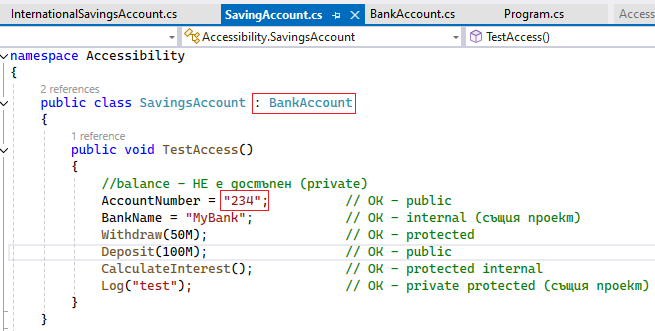 InternationalSavingsAccount.cs SavingAccount.cs BankAccount.cs Program.cs Access
Accessibility.SavingsAccount TestAccess()
namespace Accessibility
{
2 references
public class SavingsAccount : BankAccount
{
1 reference
public void TestAccess()
{
//balance - НЕ е достъпен (private)
AccountNumber = "234"; // OK - public
BankName = "MyBank"; // OK - internal (същия проект)
Withdraw(50M); // OK - protected
Deposit(100M); // OK - public
CalculateInterest(); // OK - protected internal
Log("test"); // OK - private protected (същия проект)
}
}